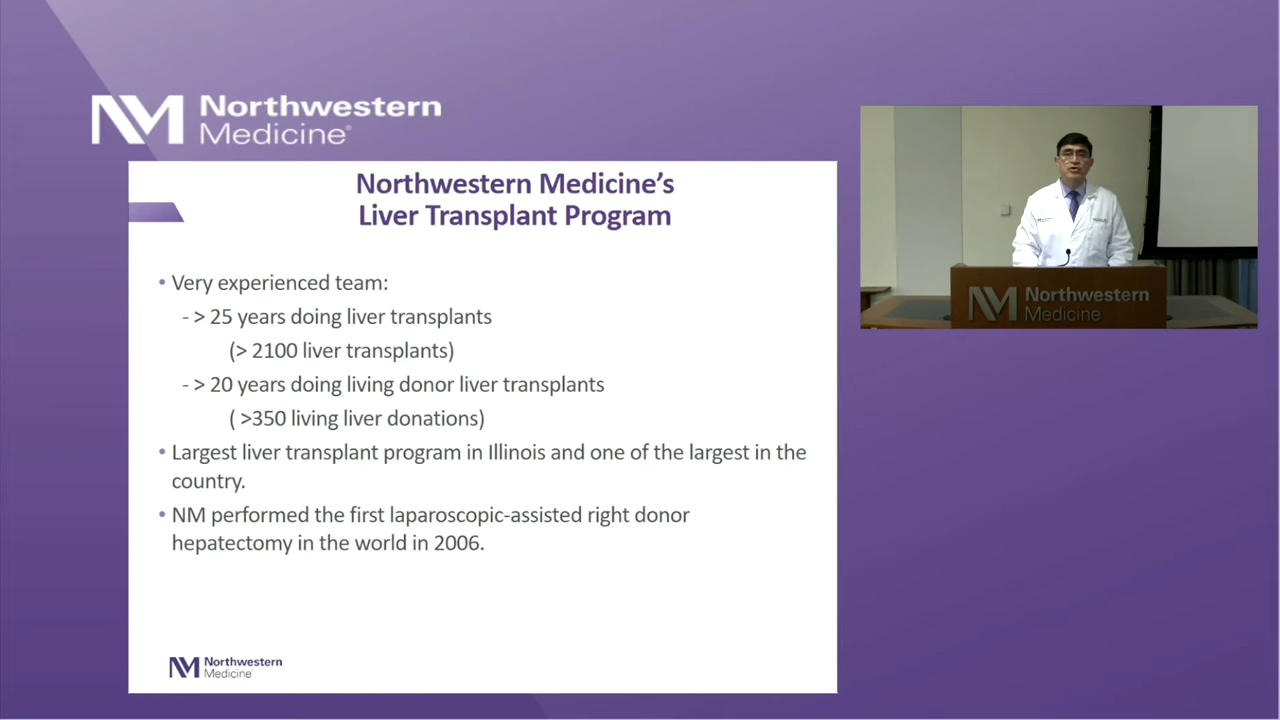 Northwestern
Medicine®
Northwestern Medicine's
Liver Transplant Program
• Very experienced team:
- > 25 years doing liver transplants
(> 2100 liver transplants)
- > 20 years doing living donor liver transplants
( >350 living liver donations)
• Largest liver transplant program in Illinois and one of the largest in the
country.
• NM performed the first laparoscopic-assisted right donor
hepatectomy in the world in 2006.
Northwestern
Medicine
Northwestern
Medicine